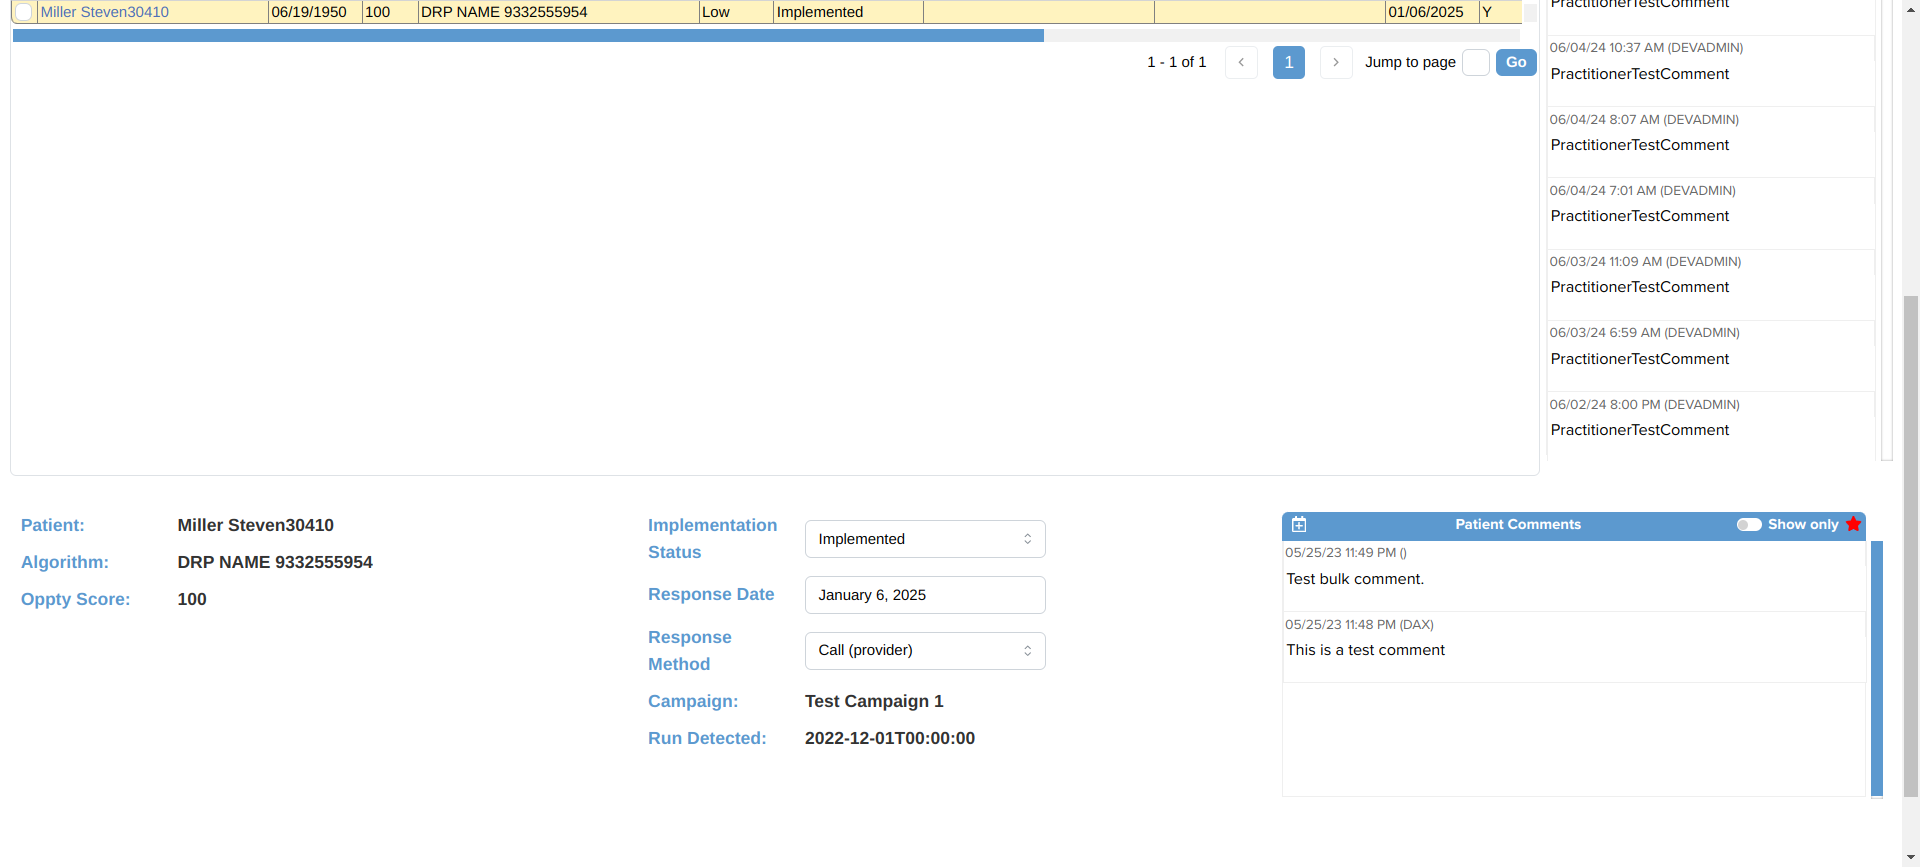 Miller Steven30410 06/19/1950 100 DRP NAME 9332555954 Low Implemented 01/06/2025 Y
1 - 1 of 1 1 Jump to page Go
PractitionerTestComment
06/04/24 10:37 AM (DEVADMIN)
PractitionerTestComment
06/04/24 8:07 AM (DEVADMIN)
PractitionerTestComment
06/04/24 7:01 AM (DEVADMIN)
PractitionerTestComment
06/03/24 11:09 AM (DEVADMIN)
PractitionerTestComment
06/03/24 6:59 AM (DEVADMIN)
PractitionerTestComment
06/02/24 8:00 PM (DEVADMIN)
PractitionerTestComment
Patient: Miller Steven30410
Algorithm: DRP NAME 9332555954
Oppty Score: 100
Implementation
Status
Implemented
Response Date January 6, 2025
Response
Method
Call (provider)
Campaign: Test Campaign 1
Run Detected: 2022-12-01T00:00:00
Patient Comments Show only
05/25/23 11:49 PM ()
Test bulk comment.
05/25/23 11:48 PM (DAX)
This is a test comment